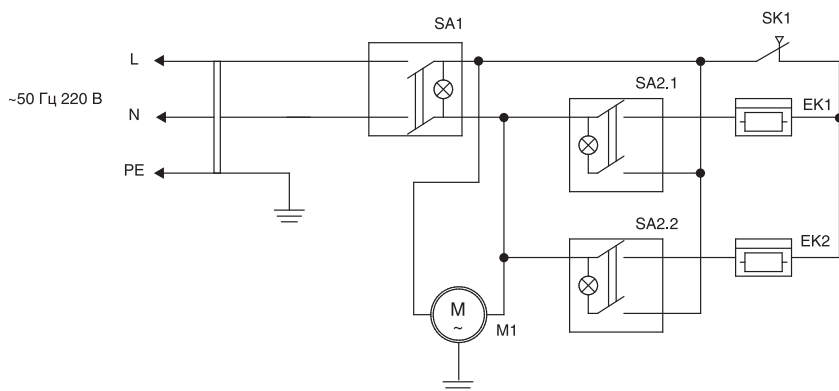 SA1
SK1
L
SA2.1
~50 Гц 220 В
N
EK1
PE
SA2.2
EK2
M
~
M1